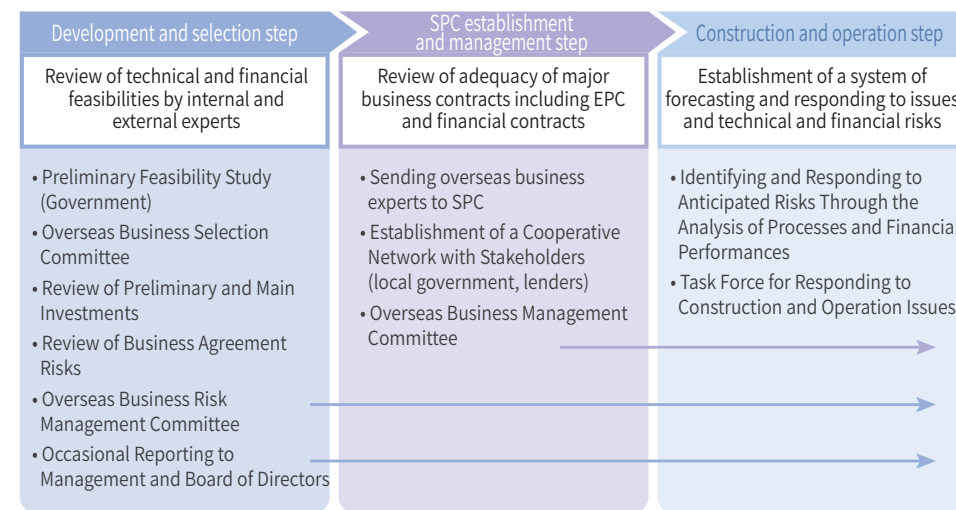 Development and selection step
Review of technical and financial
feasibilities by internal and
external experts
• Preliminary Feasibility Study
(Government)
• Overseas Business Selection
Committee
• Review of Preliminary and Main
Investments
• Review of Business Agreement
Risks
• Overseas Business Risk
Management Committee
• Occasional Reporting to
Management and Board of Directors
SPC establishment
and management step
Review of adequacy of major
business contracts including EPC
and financial contracts
• Sending overseas business
experts to SPC
• Establishment of a Cooperative
Network with Stakeholders
(local government, lenders)
• Overseas Business Management
Committee
Construction and operation step
Establishment of a system of
forecasting and responding to issues
and technical and financial risks
• Identifying and Responding to
Anticipated Risks Through the
Analysis of Processes and Financia
Performances
• Task Force for Responding to
Construction and Operation Issues